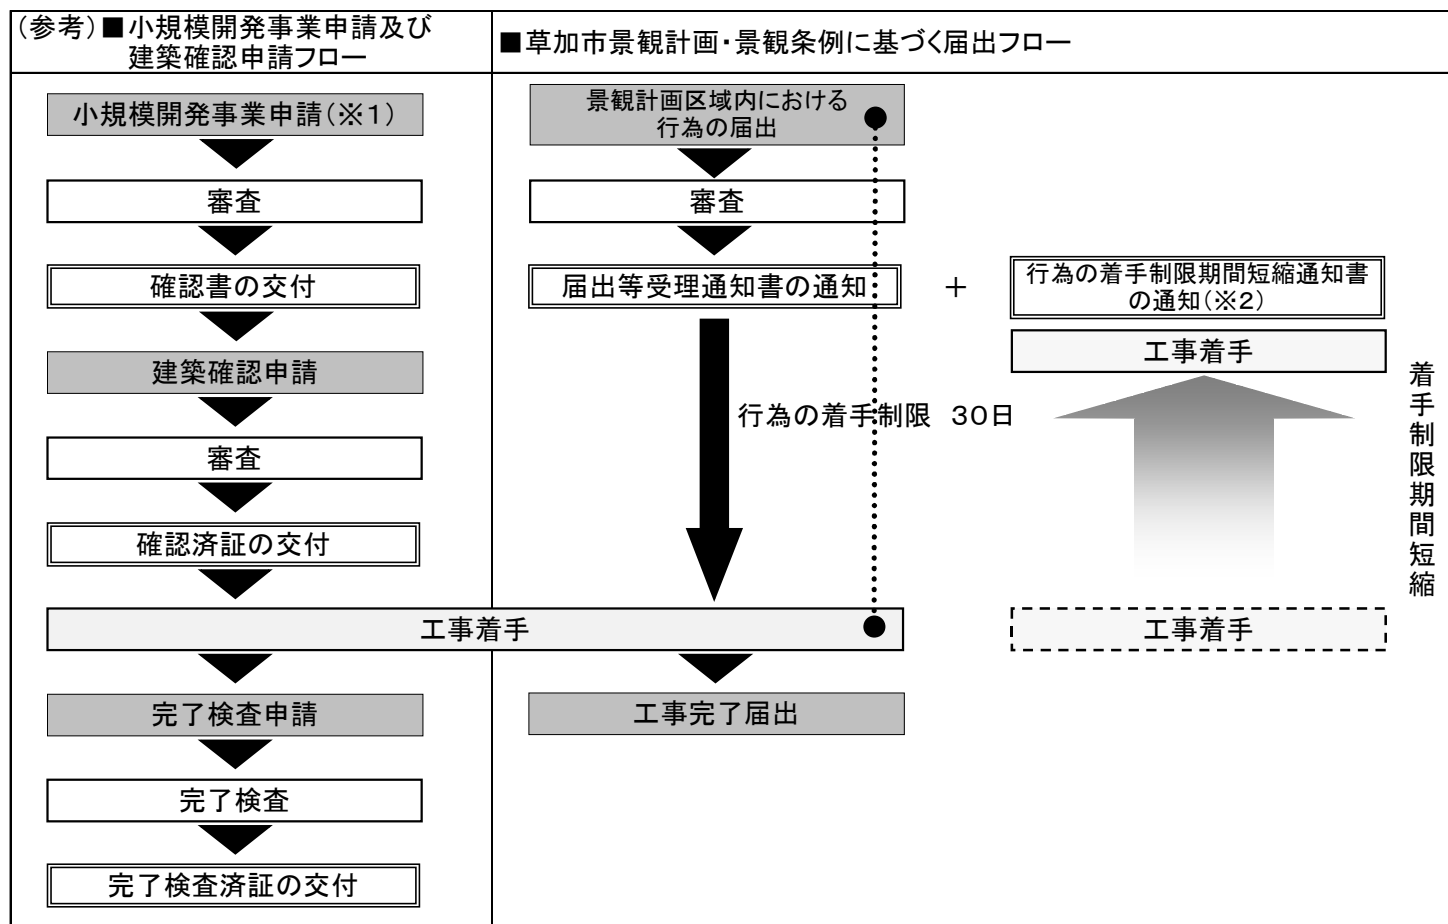 (参考)■小規模開発事業申請及び
建築確認申請フロー
小規模開発事業申請(※1)
審査
確認書の交付
建築確認申請
審査
確認済証の交付
工事着手
完了検査申請
完了検査
完了検査済証の交付
■草加市景観計画・景観条例に基づく届出フロー
景観計画区域内における
行為の届出
審査
届出等受理通知書の通知
+
行為の着手制限期間短縮通知書
の通知(※2)
工事着手
行為の着手制限 30日
着手制限期間短縮
工事着手
工事完了届出